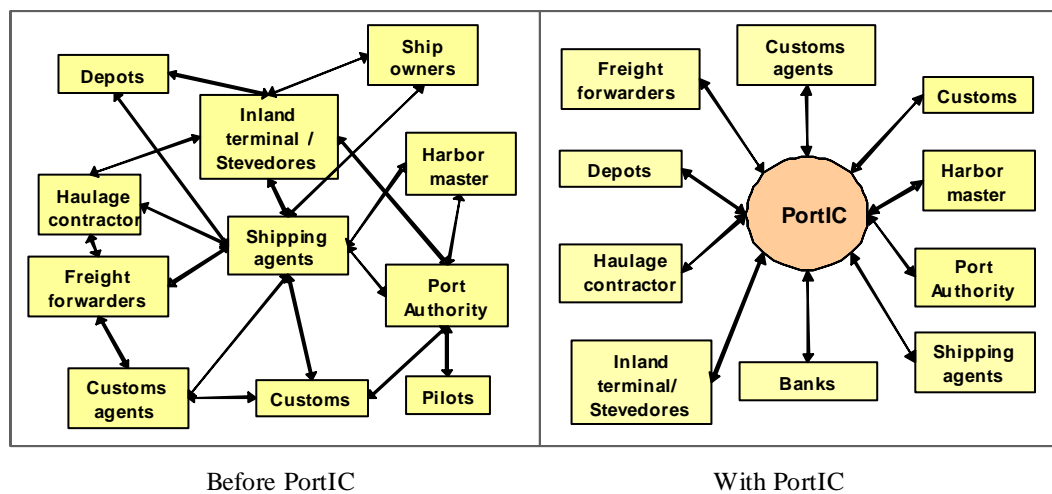 Depots
Ship
owners
Inland
terminal /
Stevedores
Harbor
master
Haulage
contractor
Shipping
agents
Freight
forwarders
Port
Authority
Customs
agents
Customs
Pilots
Before PortIC
Freight
forwarders
Customs
agents
Customs
Depots
Harbor
master
PortIC
Haulage
contractor
Port
Authority
Inland
terminal/
Stevedores
Banks
Shipping
agents
With PortIC